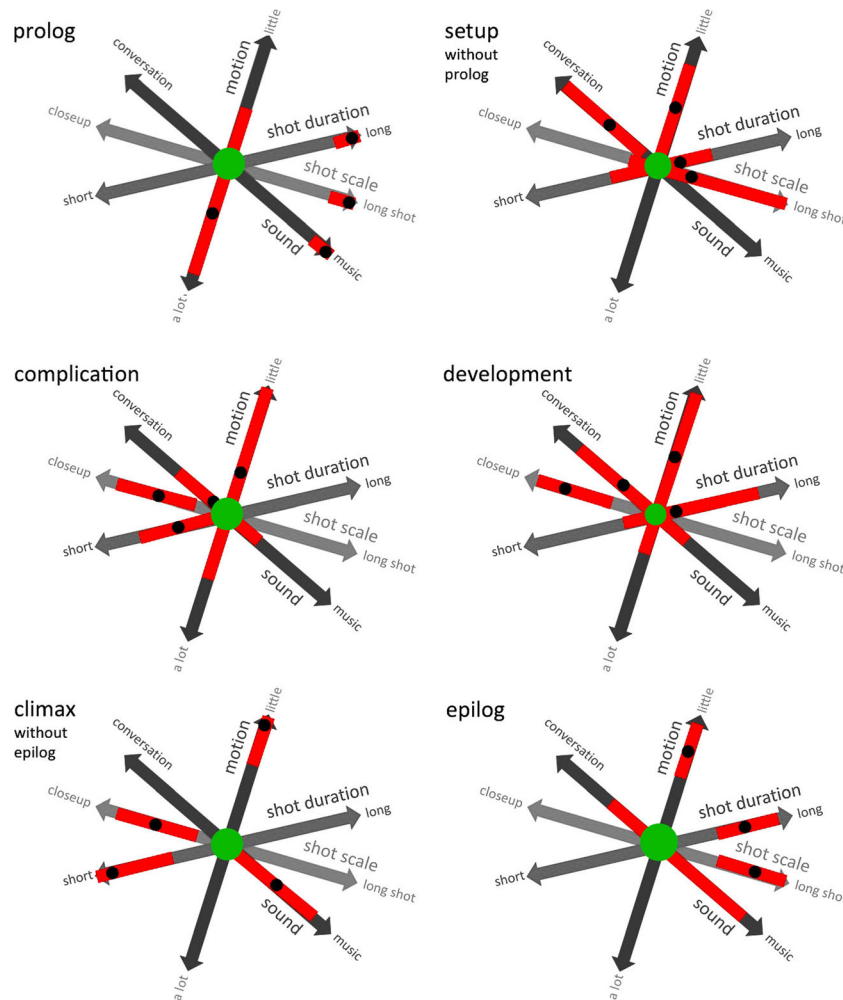 prolog
little
motion
conversation
shot duration
long
closeup
shot scale
short
long shot
sound
music
a lot
setup
without
prolog
little
motion
conversation
shot duration
long
closeup
shot scale
short
long shot
sound
music
a lot
complication
little
motion
conversation
shot duration
long
closeup
shot scale
short
long shot
sound
music
a lot
development
little
motion
conversation
shot duration
long
closeup
shot scale
short
long shot
sound
music
a lot
climax
without
epilog
little
motion
conversation
shot duration
long
closeup
shot scale
short
long shot
sound
music
a lot
epilog
little
motion
conversation
shot duration
long
closeup
shot scale
short
long shot
sound
music
a lot